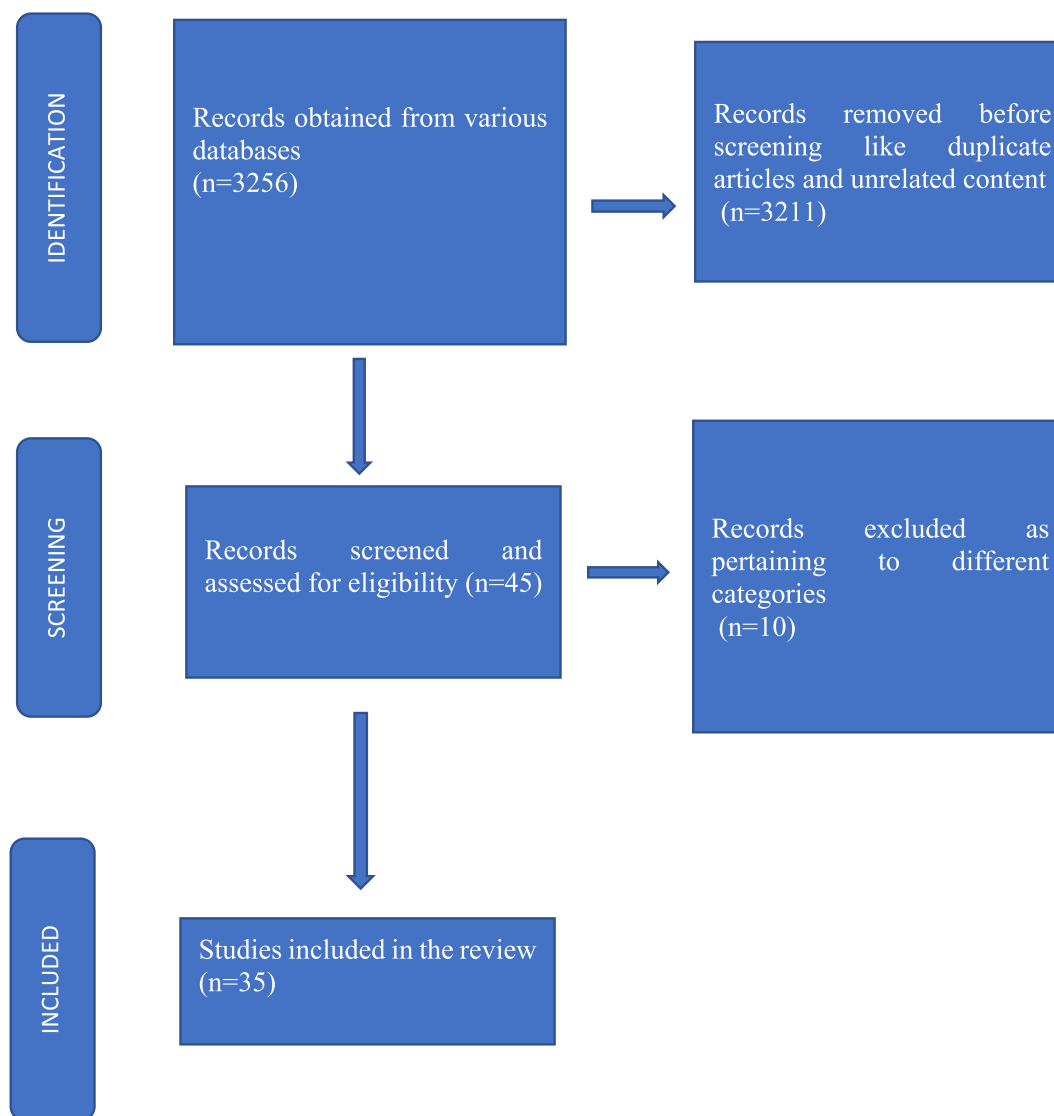 IDENTIFICATION
Records obtained from various
databases
(n=3256)
Records removed before
screening like duplicate
articles and unrelated content
(n=3211)
SCREENING
Records screened and
assessed for eligibility (n=45)
Records excluded as
pertaining to different
categories
(n=10)
INCLUDED
Studies included in the review
(n=35)